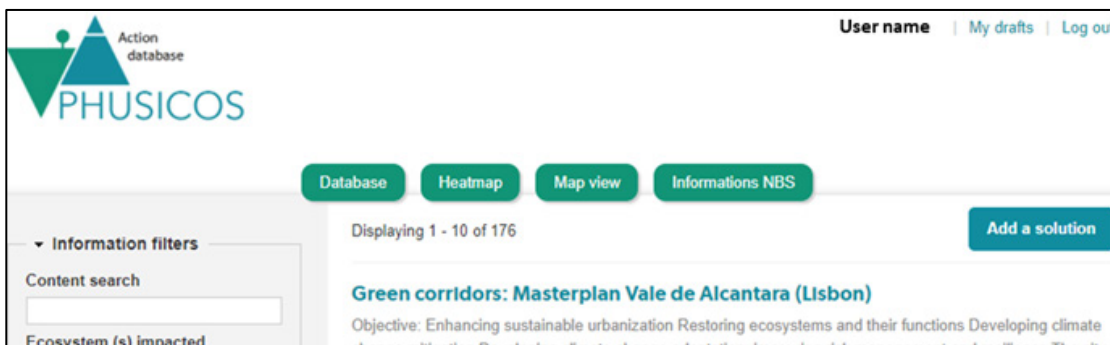 Action
database
PHUSICOS
User name | My drafts | Log out
Database Heatmap Map view Informations NBS
Displaying 1 - 10 of 176
Add a solution
Information filters
Content search
Green corridors: Masterplan Vale de Alcantara (Lisbon)
Objective: Enhancing sustainable urbanization Restoring ecosystems and their functions Developing climate
Ecosystem (s) impacted